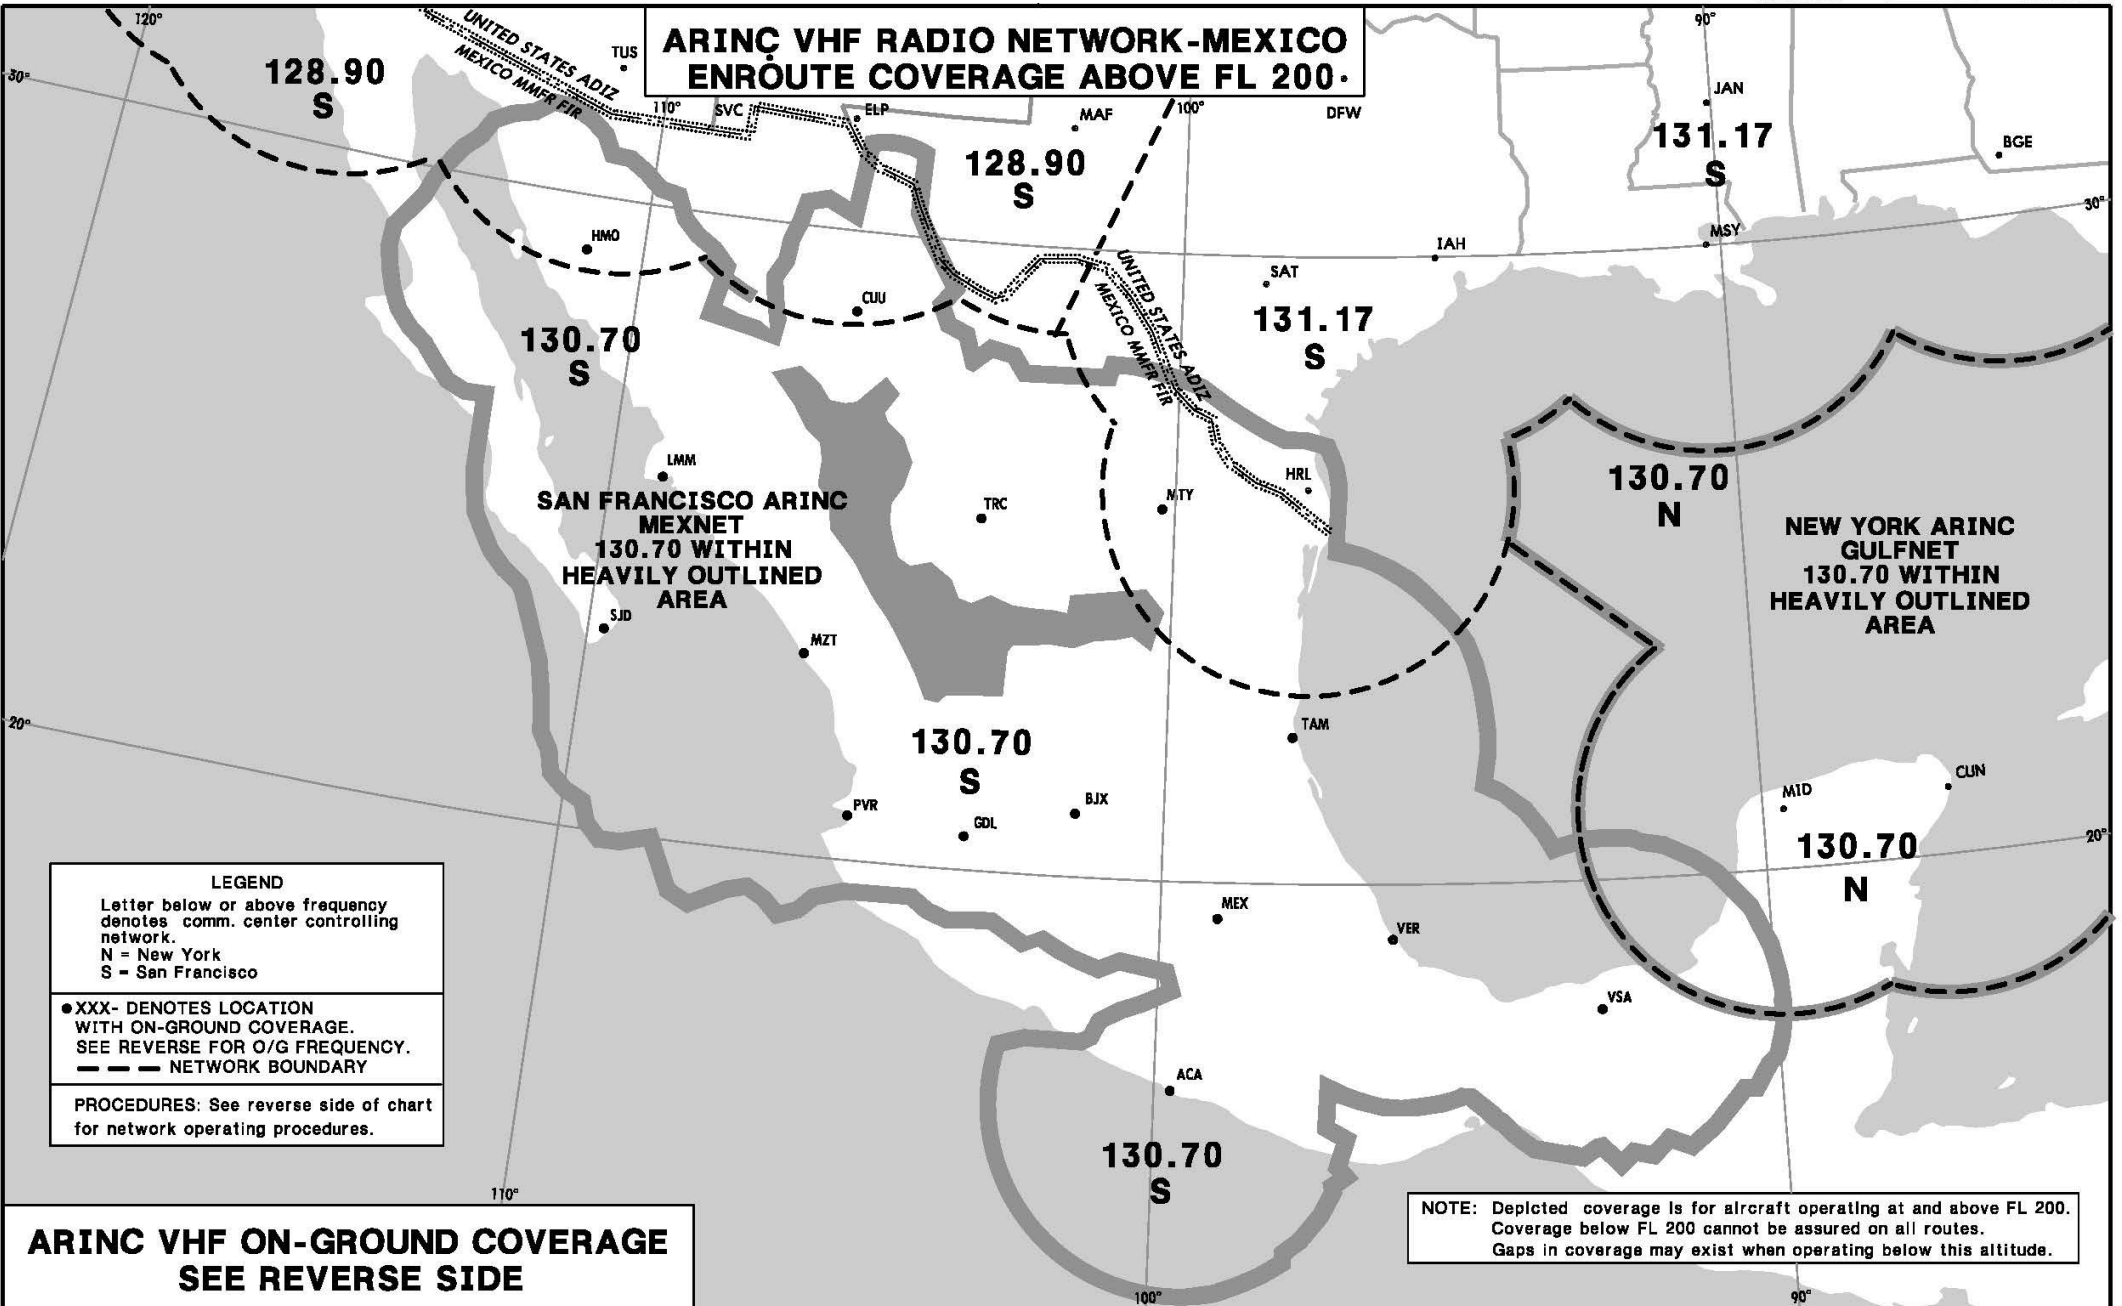 ARINC VHF RADIO NETWORK-MEXICO
ENROUTE COVERAGE ABOVE FL 200
120°
90°
30°
128.90
S
UNITED STATES ADIZ
MEXICO MMFR FIR
TUS
110°
SVC
ELP
MAF
100°
DFW
JAN
131.17
S
BGE
128.90
S
30°
HMO
MSY
IAH
SAT
UNITED STATES ADIZ
MEXICO MMFR FIR
CUU
131.17
S
130.70
S
LMM
HRL
130.70
N
TRC
MTY
SAN FRANCISCO ARINC
MEXNET
130.70 WITHIN
HEAVILY OUTLINED
AREA
NEW YORK ARINC
GULFNET
130.70 WITHIN
HEAVILY OUTLINED
AREA
SJD
MZT
20°
TAM
130.70
S
CUN
MID
PVR
GDL
BJX
20°
130.70
N
LEGEND
Letter below or above frequency
denotes comm. center controlling
network.
N = New York
S = San Francisco
MEX
VER
VSA
XXX- DENOTES LOCATION
WITH ON-GROUND COVERAGE.
SEE REVERSE FOR O/G FREQUENCY.
NETWORK BOUNDARY
PROCEDURES: See reverse side of chart
for network operating procedures.
ACA
130.70
S
110°
NOTE: Depicted coverage is for aircraft operating at and above FL 200.
Coverage below FL 200 cannot be assured on all routes.
Gaps in coverage may exist when operating below this altitude.
ARINC VHF ON-GROUND COVERAGE
SEE REVERSE SIDE
100°
90°